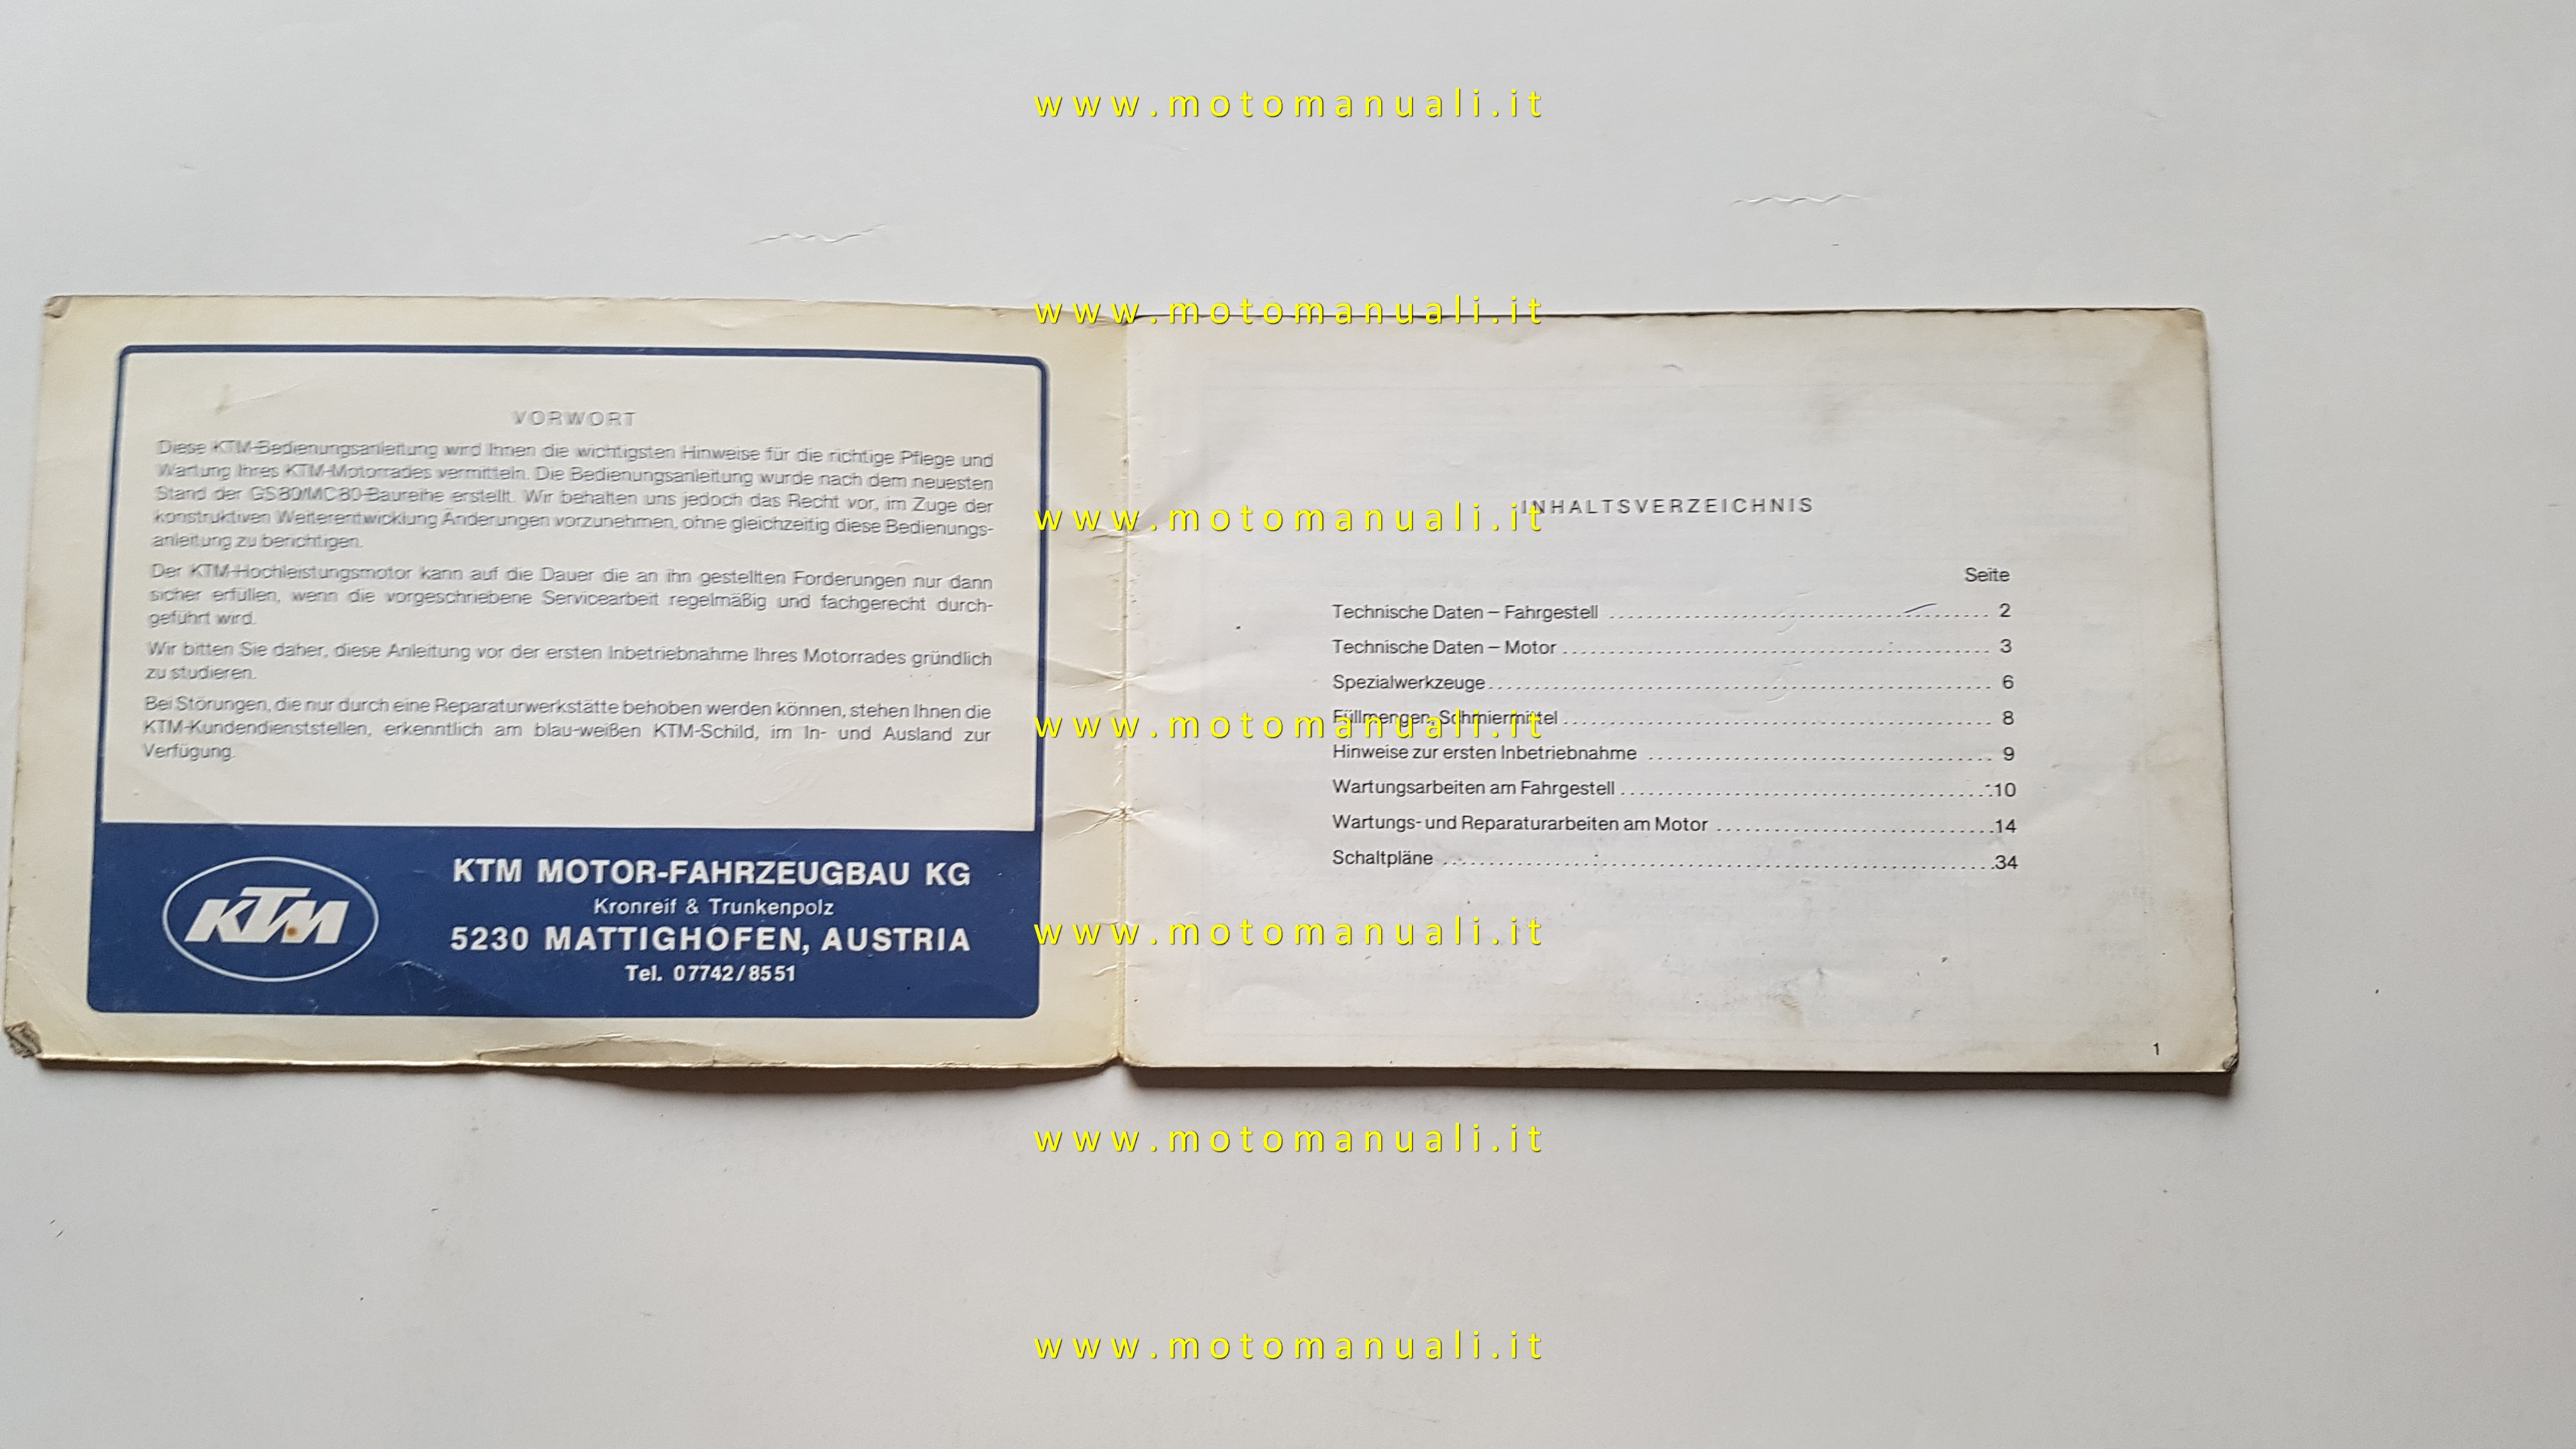 www.motomanuali.it
www.motomanuali.it
VORWORT
Diese KTM-Bedienungsanleitung wird Ihnen die wichtigsten Hinweise für die richtige Pflege und
Wartung Ihres KTM-Motorrades vermitteln. Die Bedienungsanleitung wurde nach dem neuesten
Stand der GS80/MC80-Baureihe erstellt. Wir behalten uns jedoch das Recht vor, im Zuge der
konstruktiven Weiterentwicklung Änderungen vorzunehmen, ohne gleichzeitig diese Bedienungs-
anleitung zu berichtigen.
Der KTM-Hochleistungsmotor kann auf die Dauer die an ihn gestellten Forderungen nur dann
sicher erfüllen, wenn die vorgeschriebene Servicearbeit regelmäßig und fachgerecht durch-
geführt wird.
Wir bitten Sie daher, diese Anleitung vor der ersten Inbetriebnahme Ihres Motorrades gründlich
zu studieren.
Bei Störungen, die nur durch eine Reparaturwerkstätte behoben werden können, stehen Ihnen die
KTM-Kundendienststellen, erkenntlich am blau-weißen KTM-Schild, im In- und Ausland zur
Verfügung.
KTM
KTM MOTOR-FAHRZEUGBAU KG
Kronreif & Trunkenpolz
5230 MATTIGHOFEN, AUSTRIA
Tel. 07742/8551
www.motomanuali.it
INHALTSVERZEICHNIS
Seite
Technische Daten – Fahrgestell 2
Technische Daten – Motor 3
Spezialwerkzeuge 6
Füllmengen, Schmiermittel 8
www.motomanuali.it
Hinweise zur ersten Inbetriebnahme 9
Wartungsarbeiten am Fahrgestell 10
Wartungs- und Reparaturarbeiten am Motor 14
Schaltpläne 34
www.motomanuali.it
1
www.motomanuali.it
www.motomanuali.it